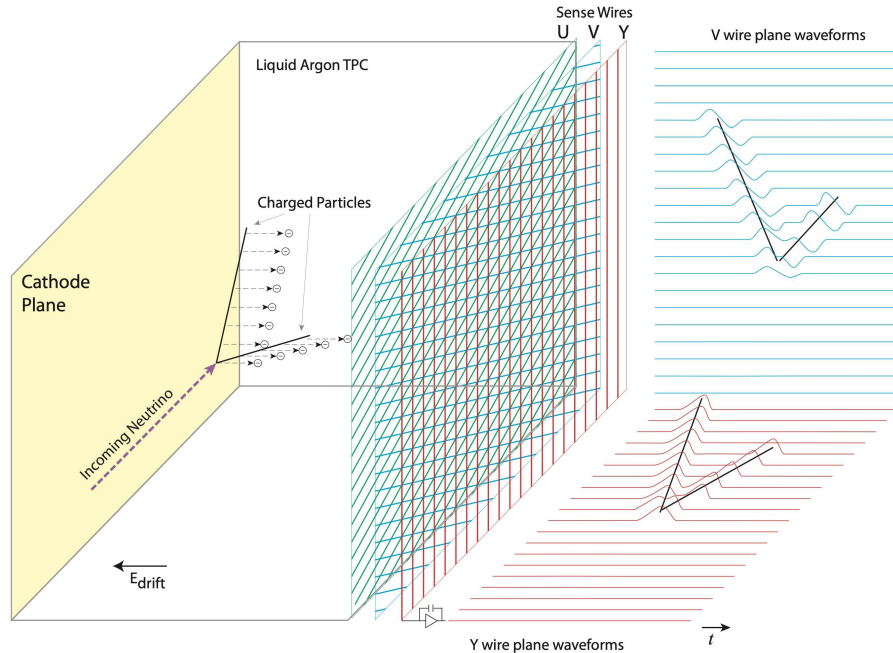 Sense Wires
U V Y
V wire plane waveforms
Liquid Argon TPC
Charged Particles
Cathode
Plane
Incoming Neutrino
Edrift
Y wire plane waveforms
t